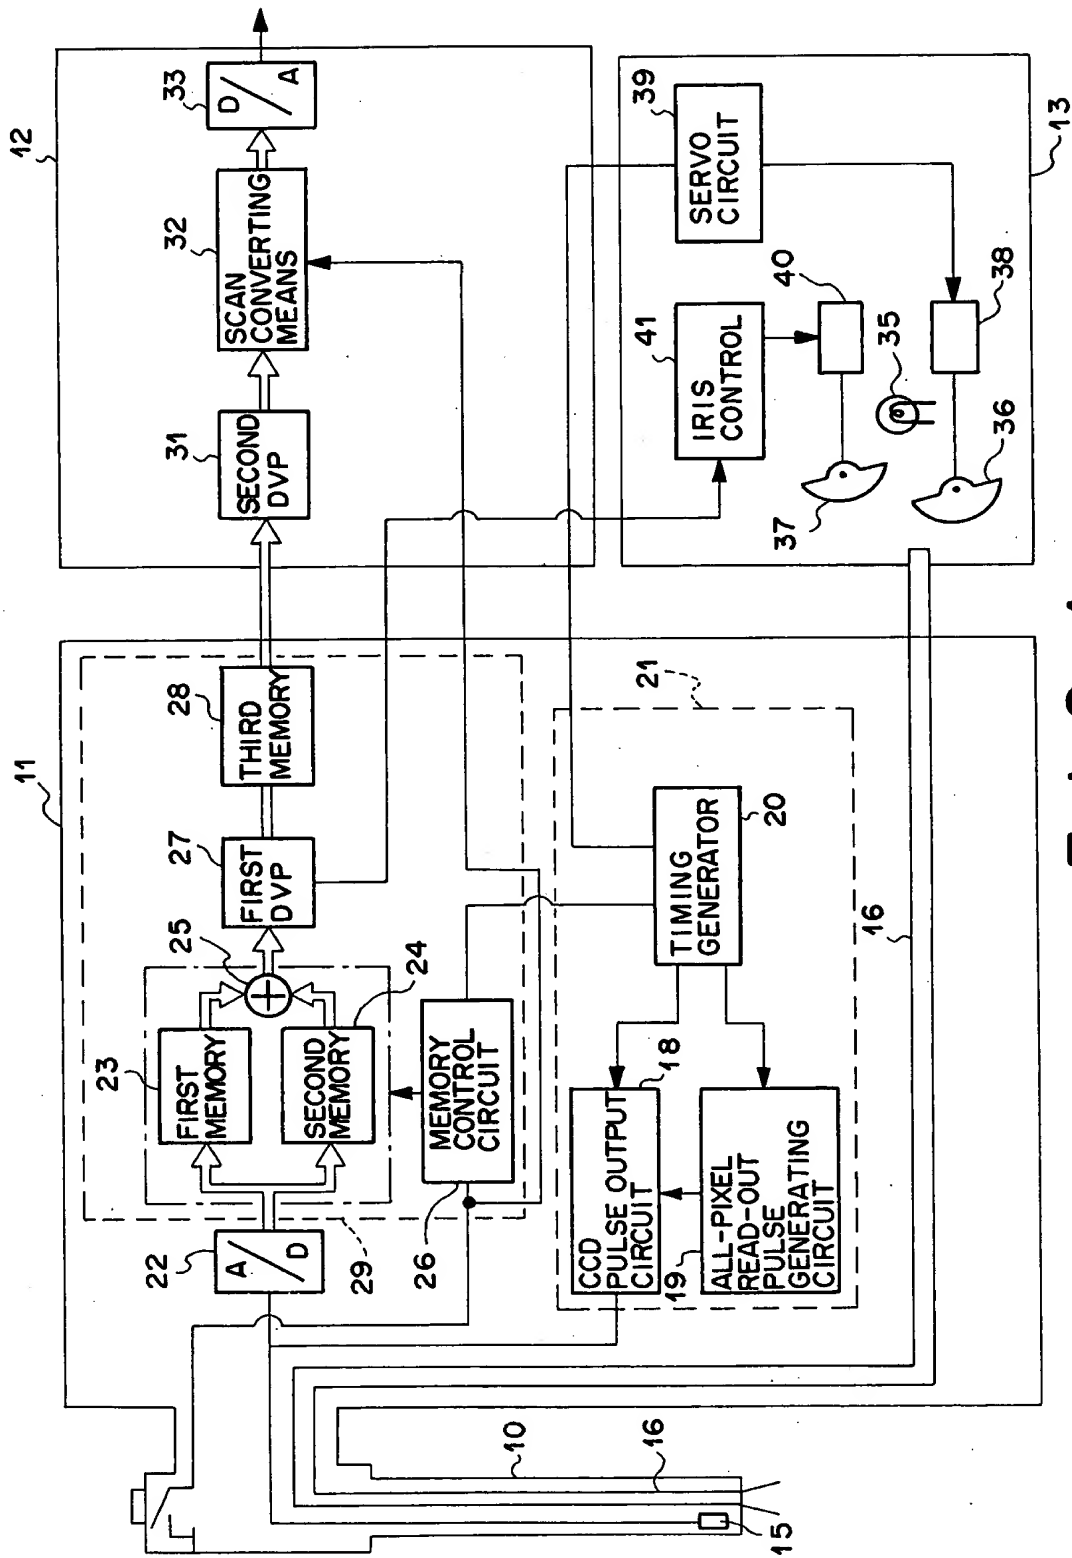 12
33
D / A
32
SCAN
CONVERTING
MEANS
31
SECOND
DVP
13
39
SERVO
CIRCUIT
41
IRIS
CONTROL
40
35
38
37
36
11
28
THIRD
MEMORY
27
FIRST
DVP
25
24
23
FIRST
MEMORY
SECOND
MEMORY
22
A / D
29
26
MEMORY
CONTROL
CIRCUIT
21
20
TIMING
GENERATOR
18
CCD
PULSE OUTPUT
CIRCUIT
19
ALL-PIXEL
READ-OUT
PULSE
GENERATING
CIRCUIT
16
10
16
15